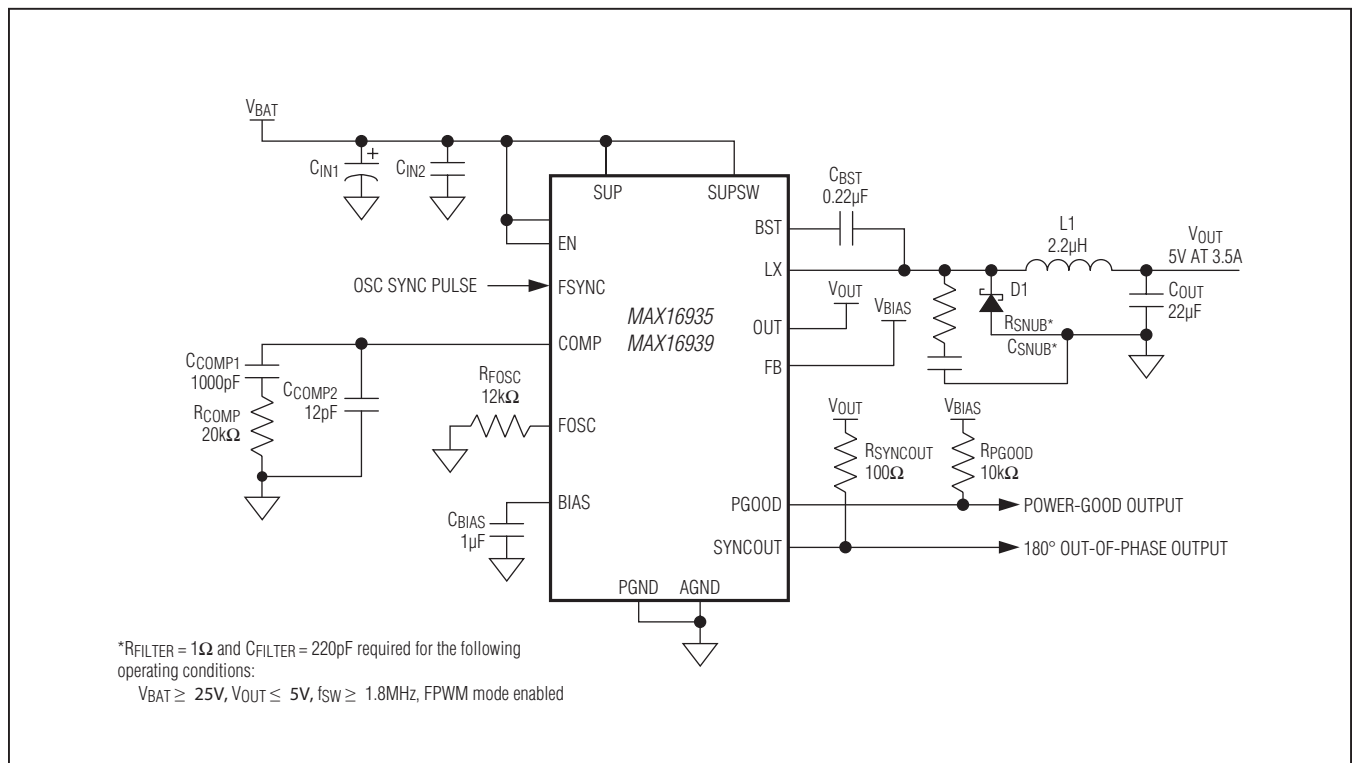 VBAT
CIN1
+
CIN2
SUP
SUPSW
EN
OSC SYNC PULSE
FSYNC
MAX16935
MAX16939
COMP
CCOMP1
1000pF
RCOMP
20kΩ
CCOMP2
12pF
RFOSC
12kΩ
FOSC
BIAS
CBIAS
1µF
PGND
AGND
BST
CBST
0.22µF
LX
L1
2.2µH
VOUT
5V AT 3.5A
D1
COUT
22µF
RSNUB*
CSNUB*
OUT
VOUT
FB
VBIAS
VOUT
RSYNCOUT
100Ω
VBIAS
RPGOOD
10kΩ
PGOOD
POWER-GOOD OUTPUT
SYNCOUT
180° OUT-OF-PHASE OUTPUT
*RFILTER = 1Ω and CFILTER = 220pF required for the following
operating conditions:
VBAT ≥ 25V, VOUT ≤ 5V, fSW ≥ 1.8MHz, FPWM mode enabled